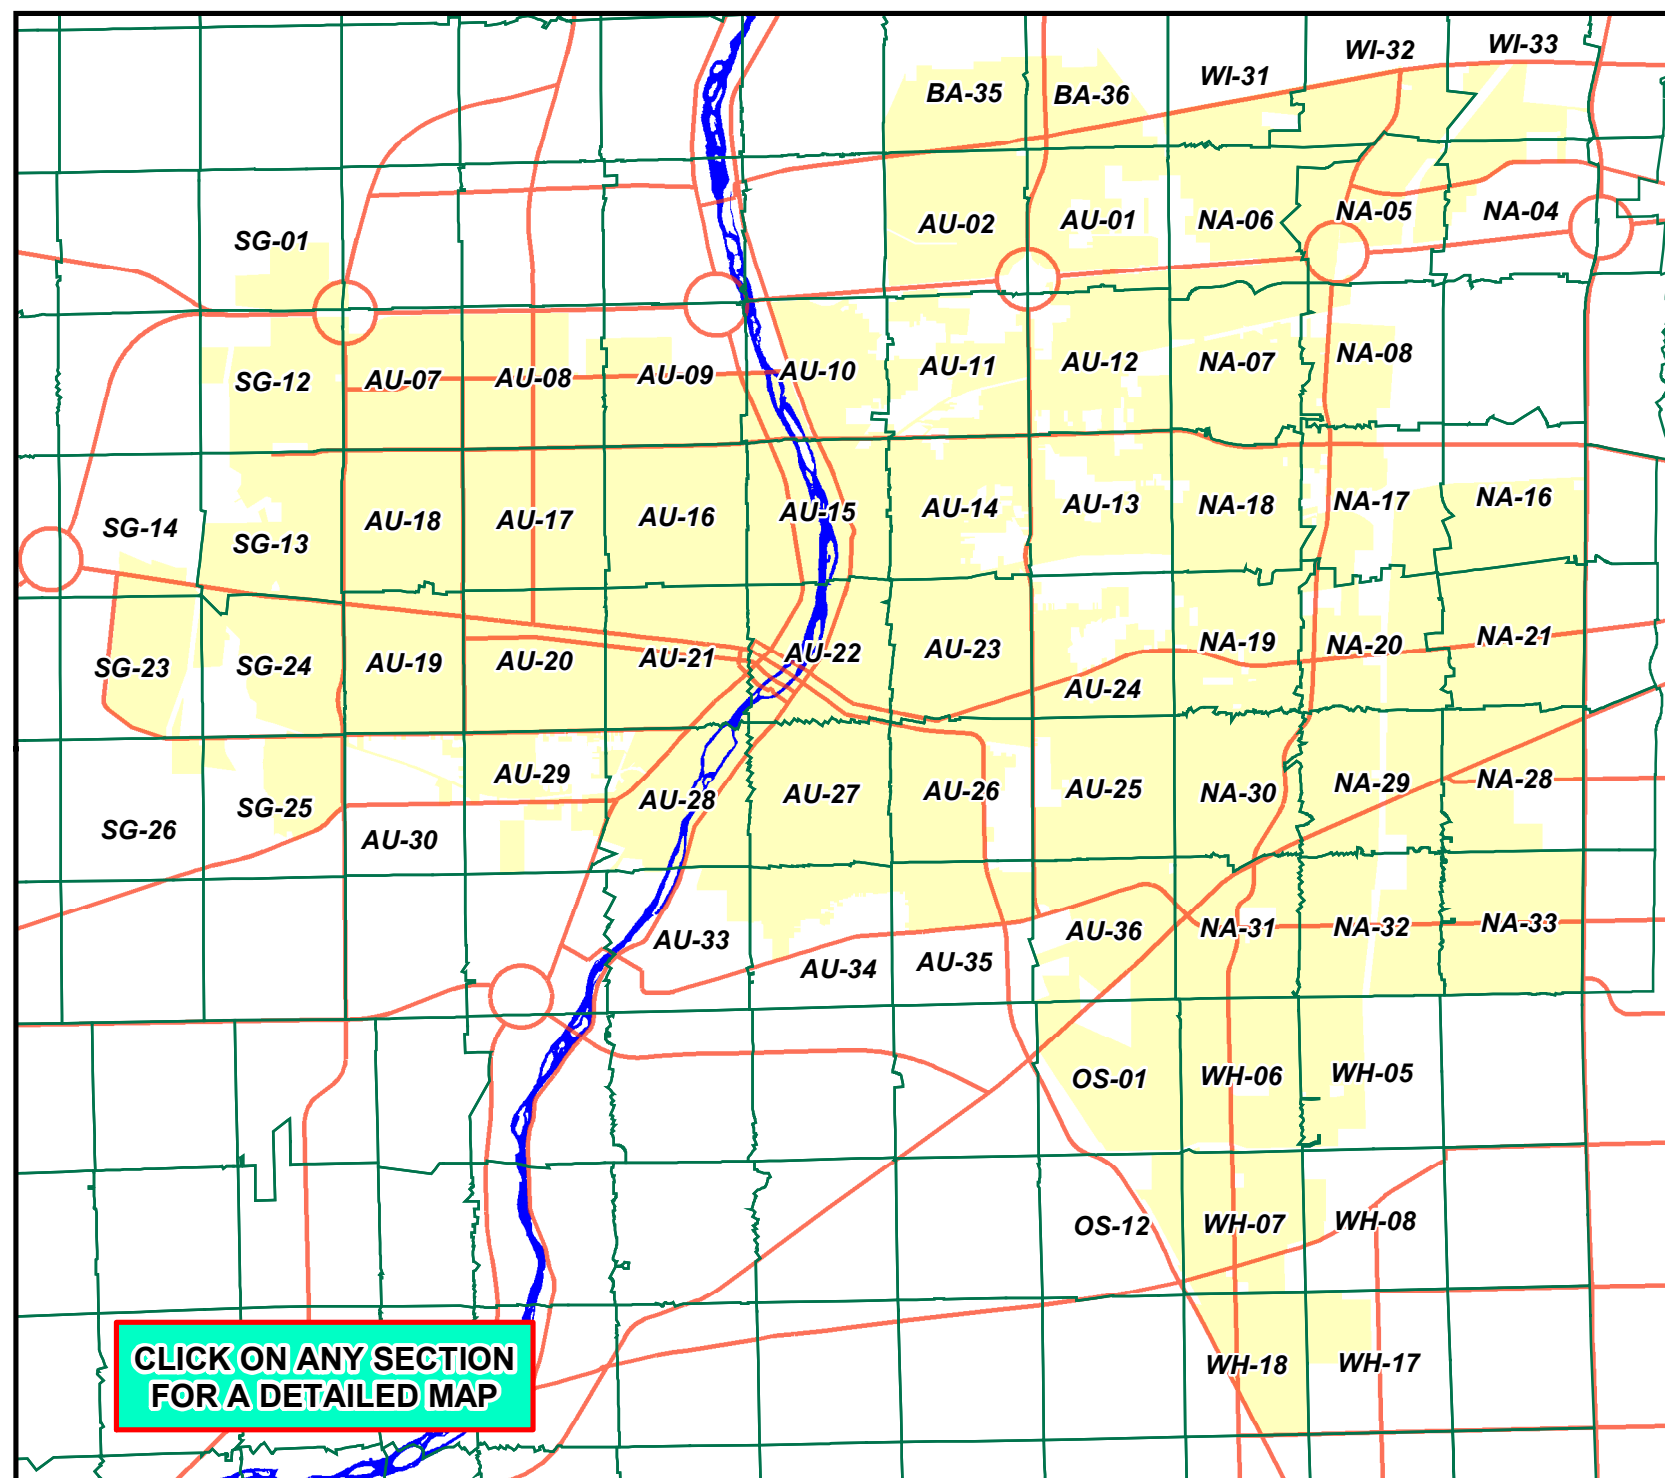 WI-33
WI-32
WI-31
BA-35
BA-36
SG-01
AU-02
AU-01
NA-06
NA-05
NA-04
SG-12
AU-07
AU-08
AU-09
AU-10
AU-11
AU-12
NA-07
NA-08
SG-14
SG-13
AU-18
AU-17
AU-16
AU-15
AU-14
AU-13
NA-18
NA-17
NA-16
SG-23
SG-24
AU-19
AU-20
AU-21
AU-22
AU-23
AU-24
NA-19
NA-20
NA-21
SG-26
SG-25
AU-30
AU-29
AU-28
AU-27
AU-26
AU-25
NA-30
NA-29
NA-28
AU-33
AU-34
AU-35
AU-36
NA-31
NA-32
NA-33
OS-01
WH-06
WH-05
OS-12
WH-07
WH-08
WH-18
WH-17
CLICK ON ANY SECTION
FOR A DETAILED MAP